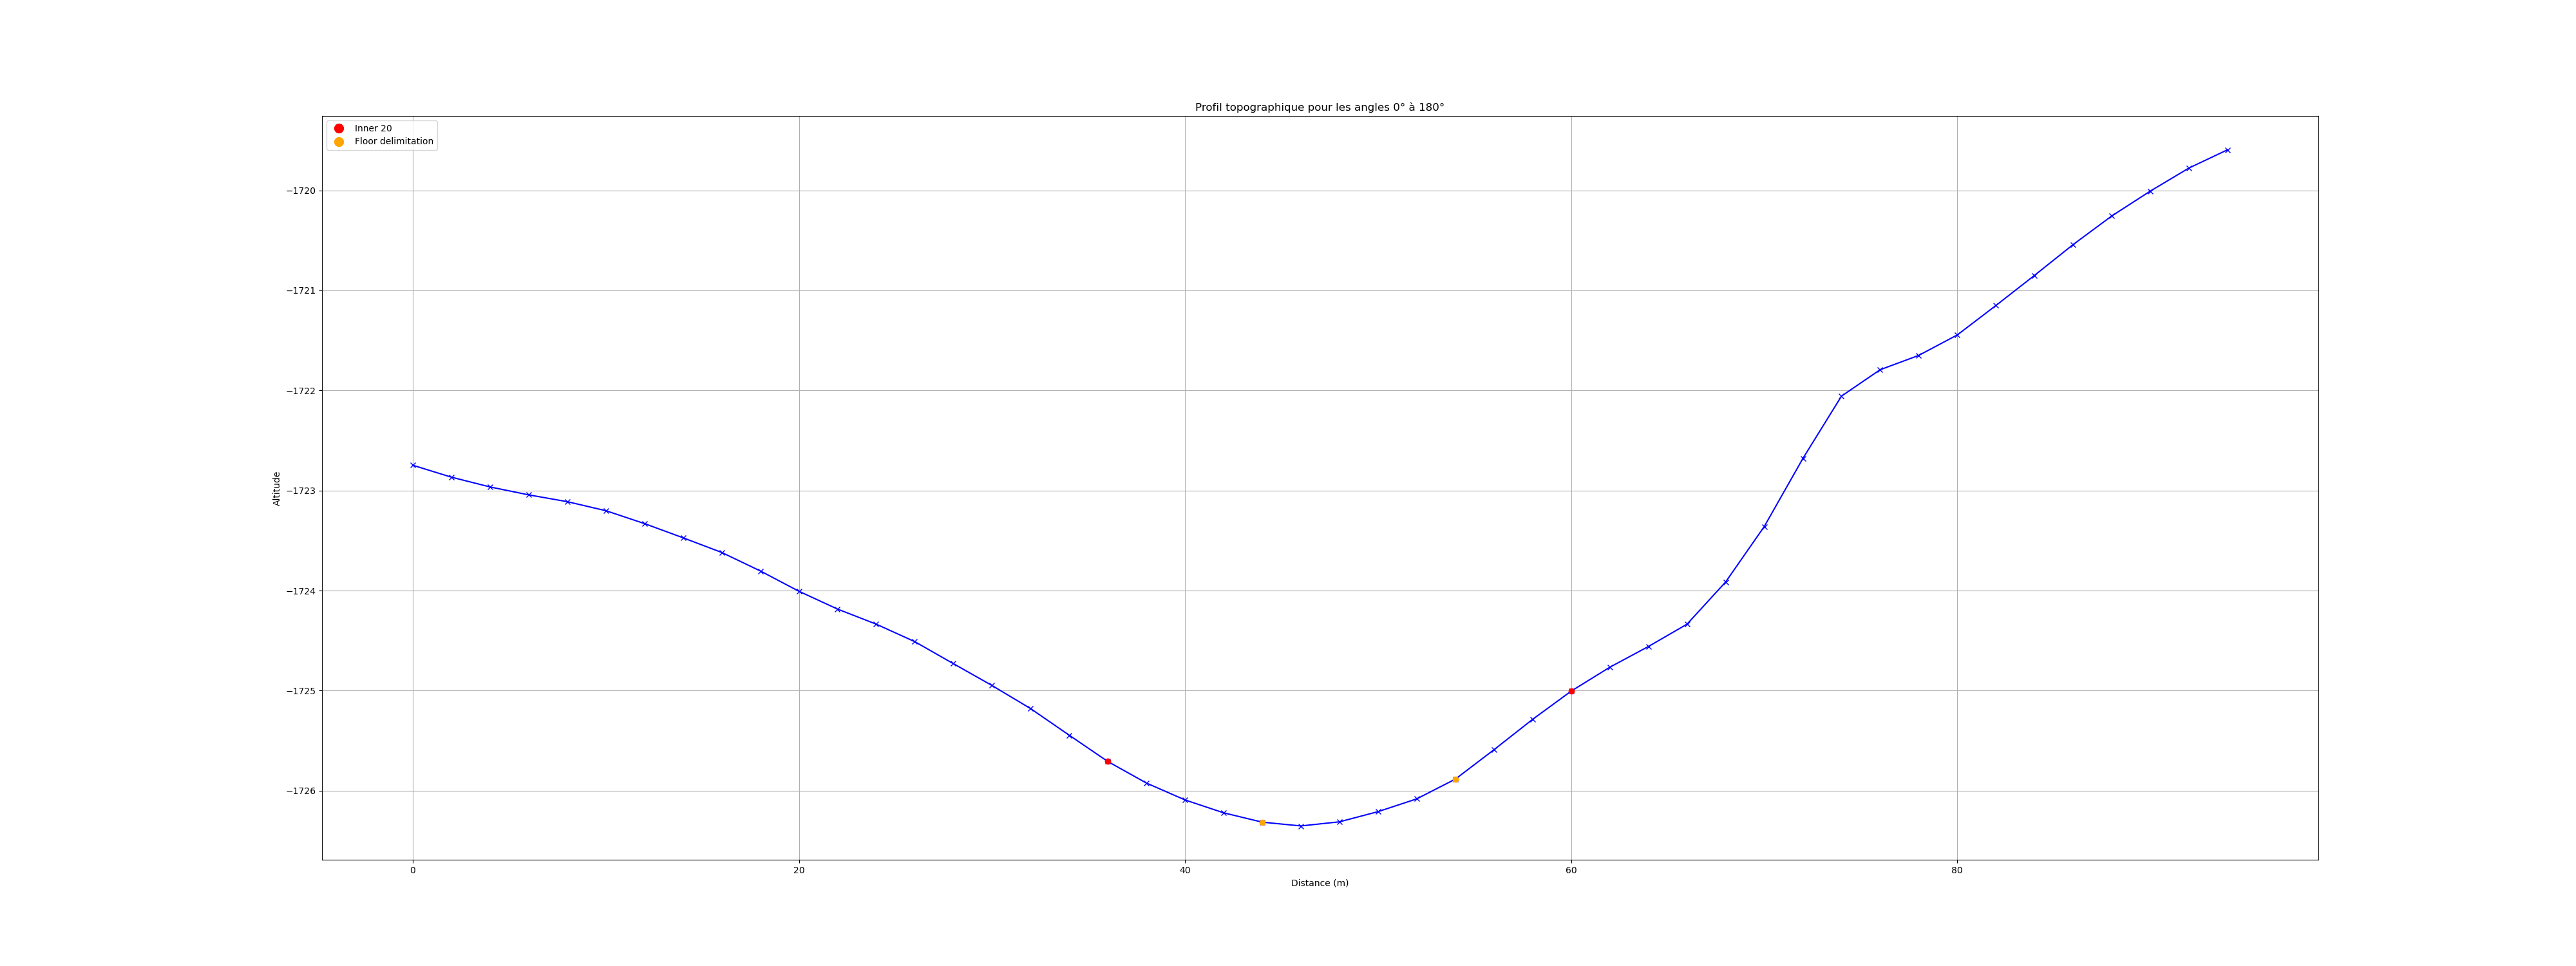 Profil topographique pour les angles 0° à 180°
Inner 20
Floor delimitation
−1720
−1721
−1722
−1723
−1724
−1725
−1726
Altitude
0 20 40 60 80
Distance (m)